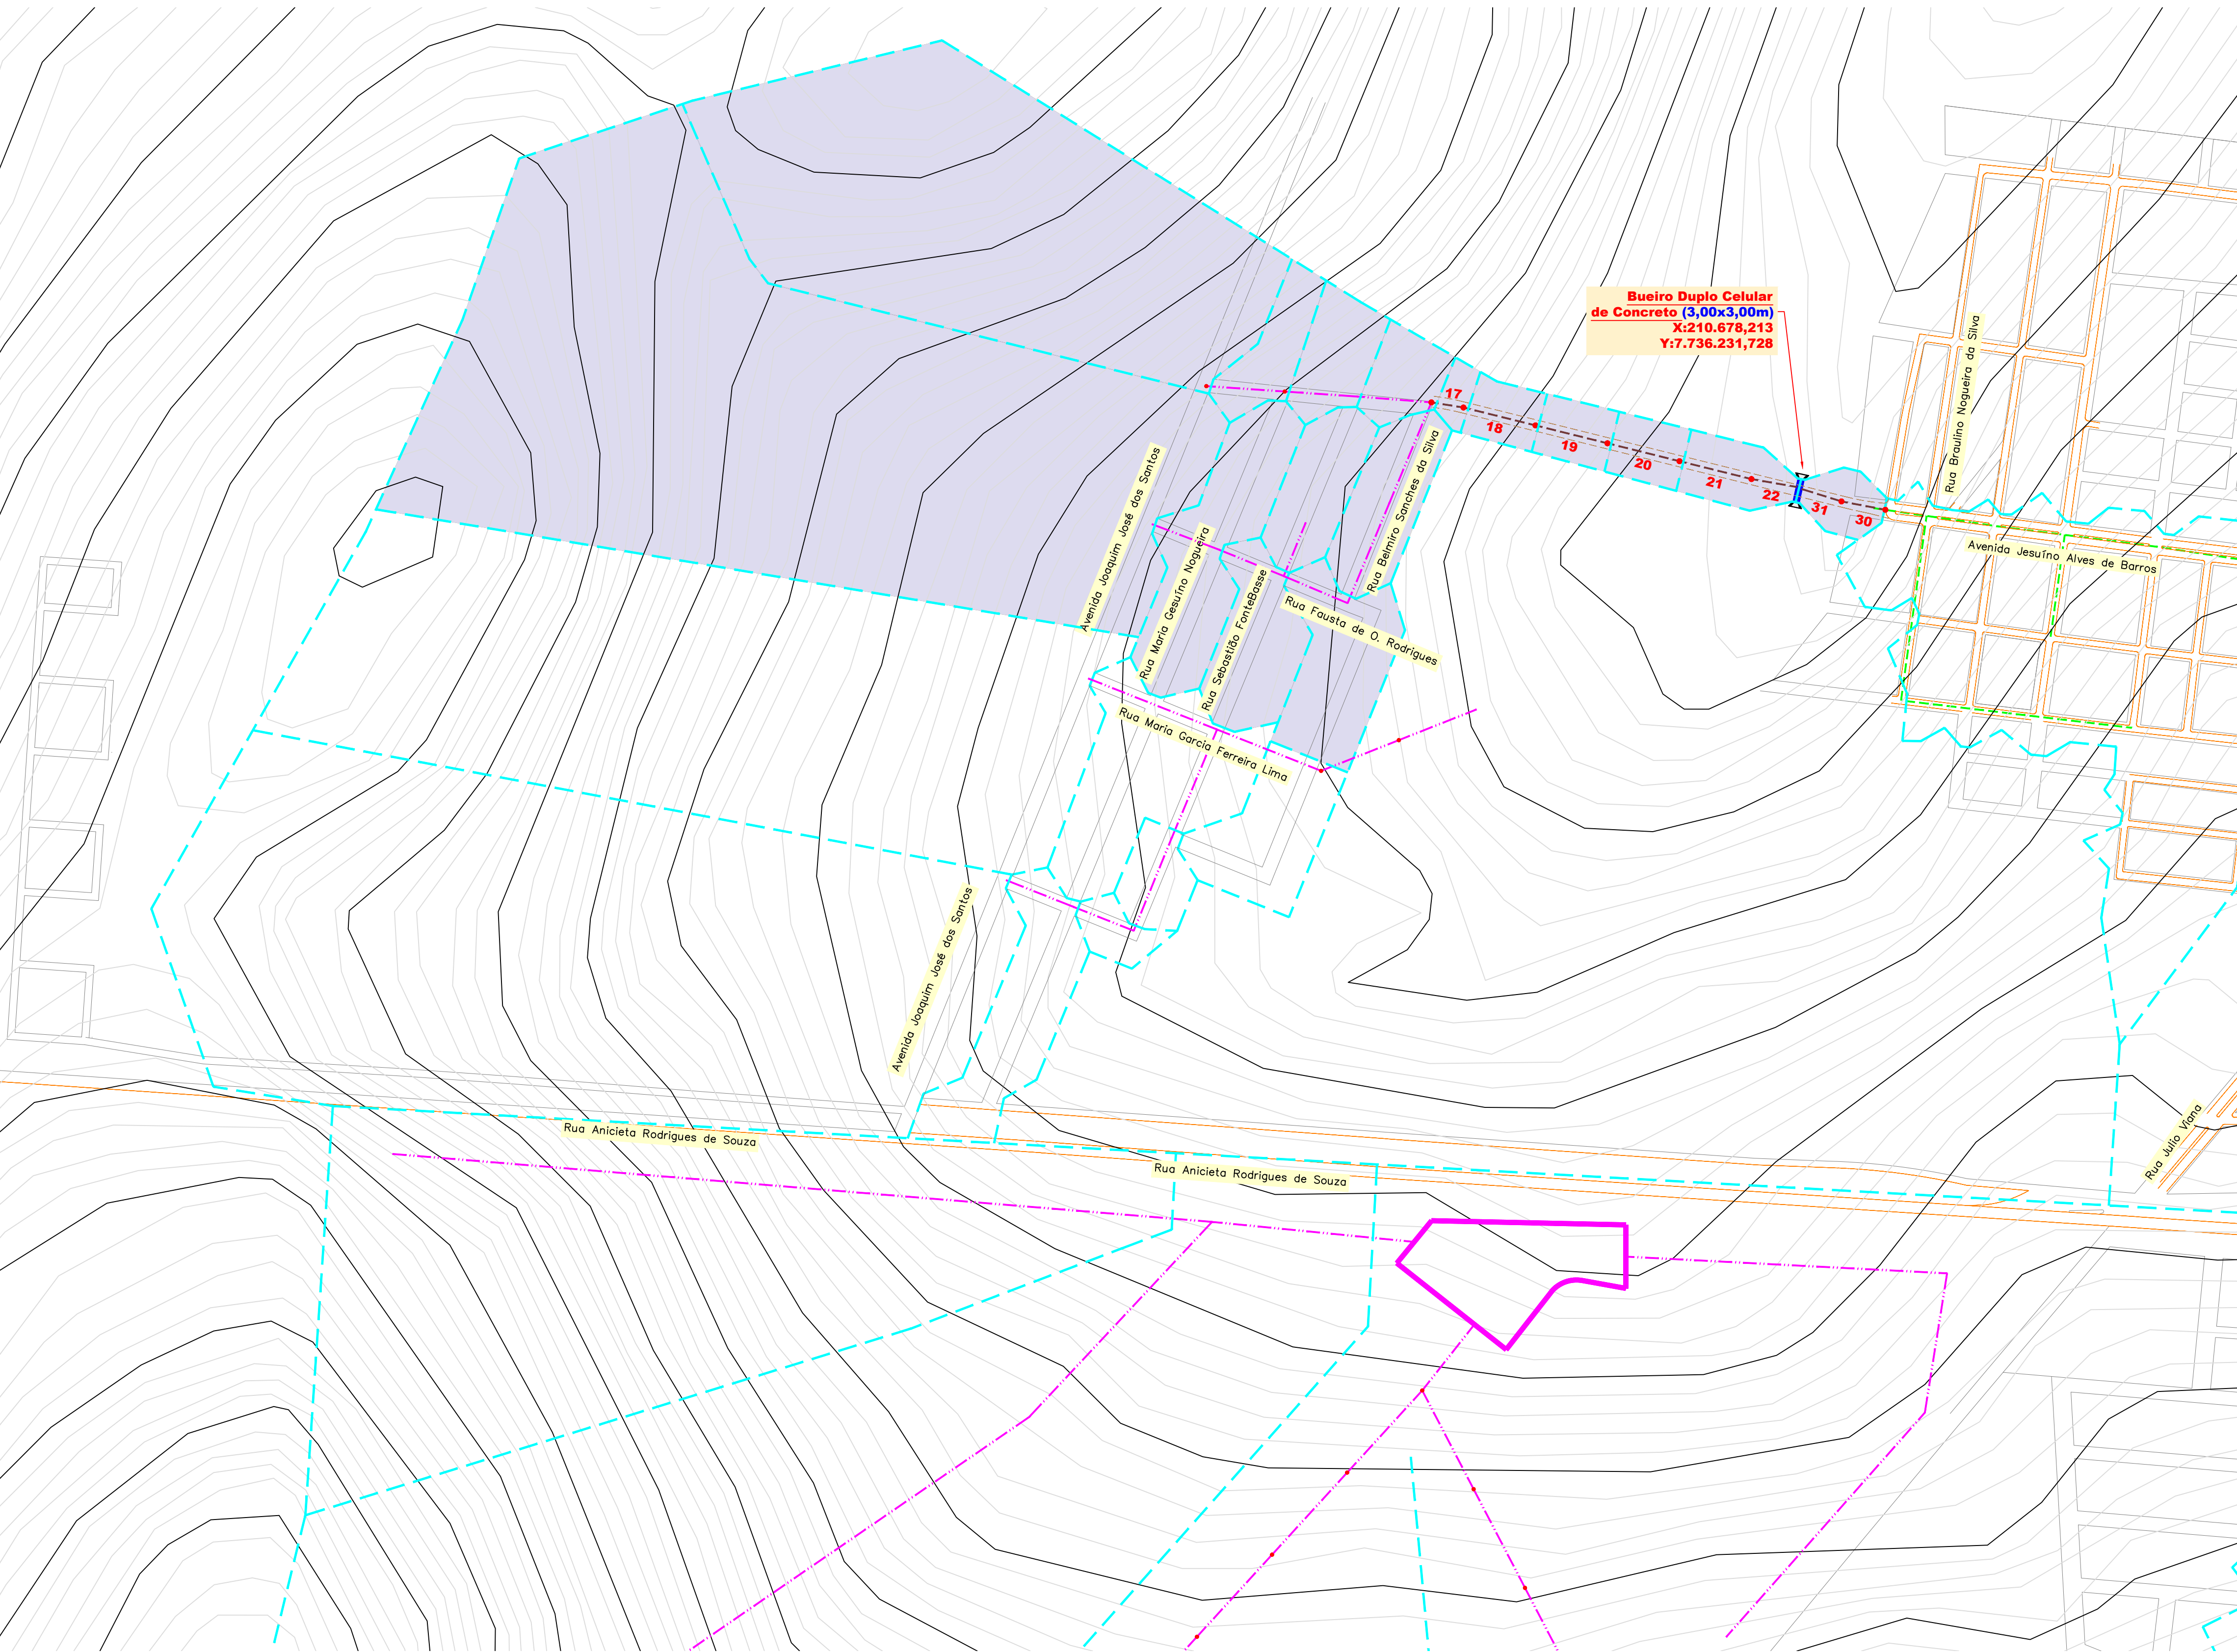 Bueiro Duplo Celular
de Concreto (3,00x3,00m)
X:210.678,213
Y:7.736.231,728
Rua Braulino Nogueira da Silva
17
18
19
20
21
22
31
30
Avenida Jesuíno Alves de Barros
Avenida Joaquim José dos Santos
Rua Maria Gesuíno Nogueira
Rua Sebastião FonteBasse
Rua Belmiro Sanches da Silva
Rua Fausta de O. Rodrigues
Rua Maria Garcia Ferreira Lima
Avenida Joaquim José dos Santos
Rua Anicieta Rodrigues de Souza
Rua Anicieta Rodrigues de Souza
Rua Julio Viana